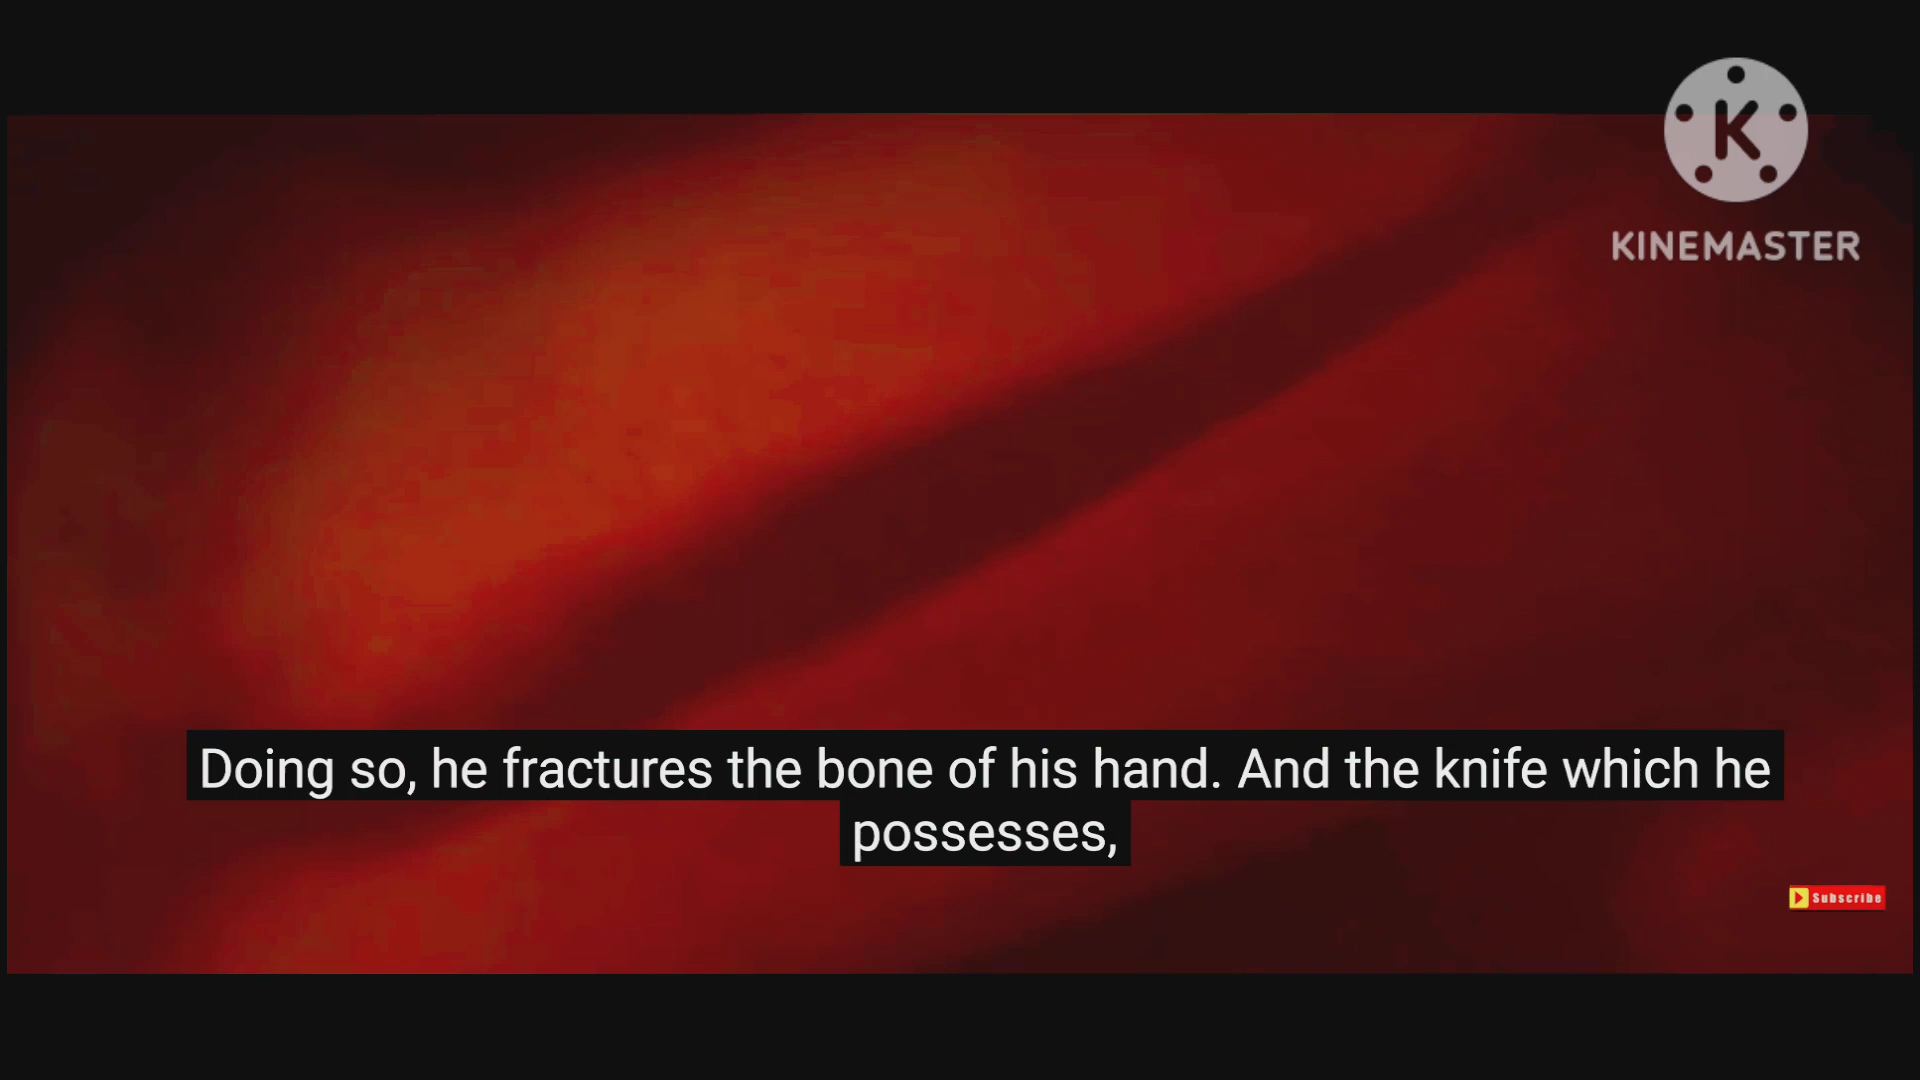 K
KINEMASTER
Doing so, he fractures the bone of his hand. And the knife which he
possesses,
Subscribe